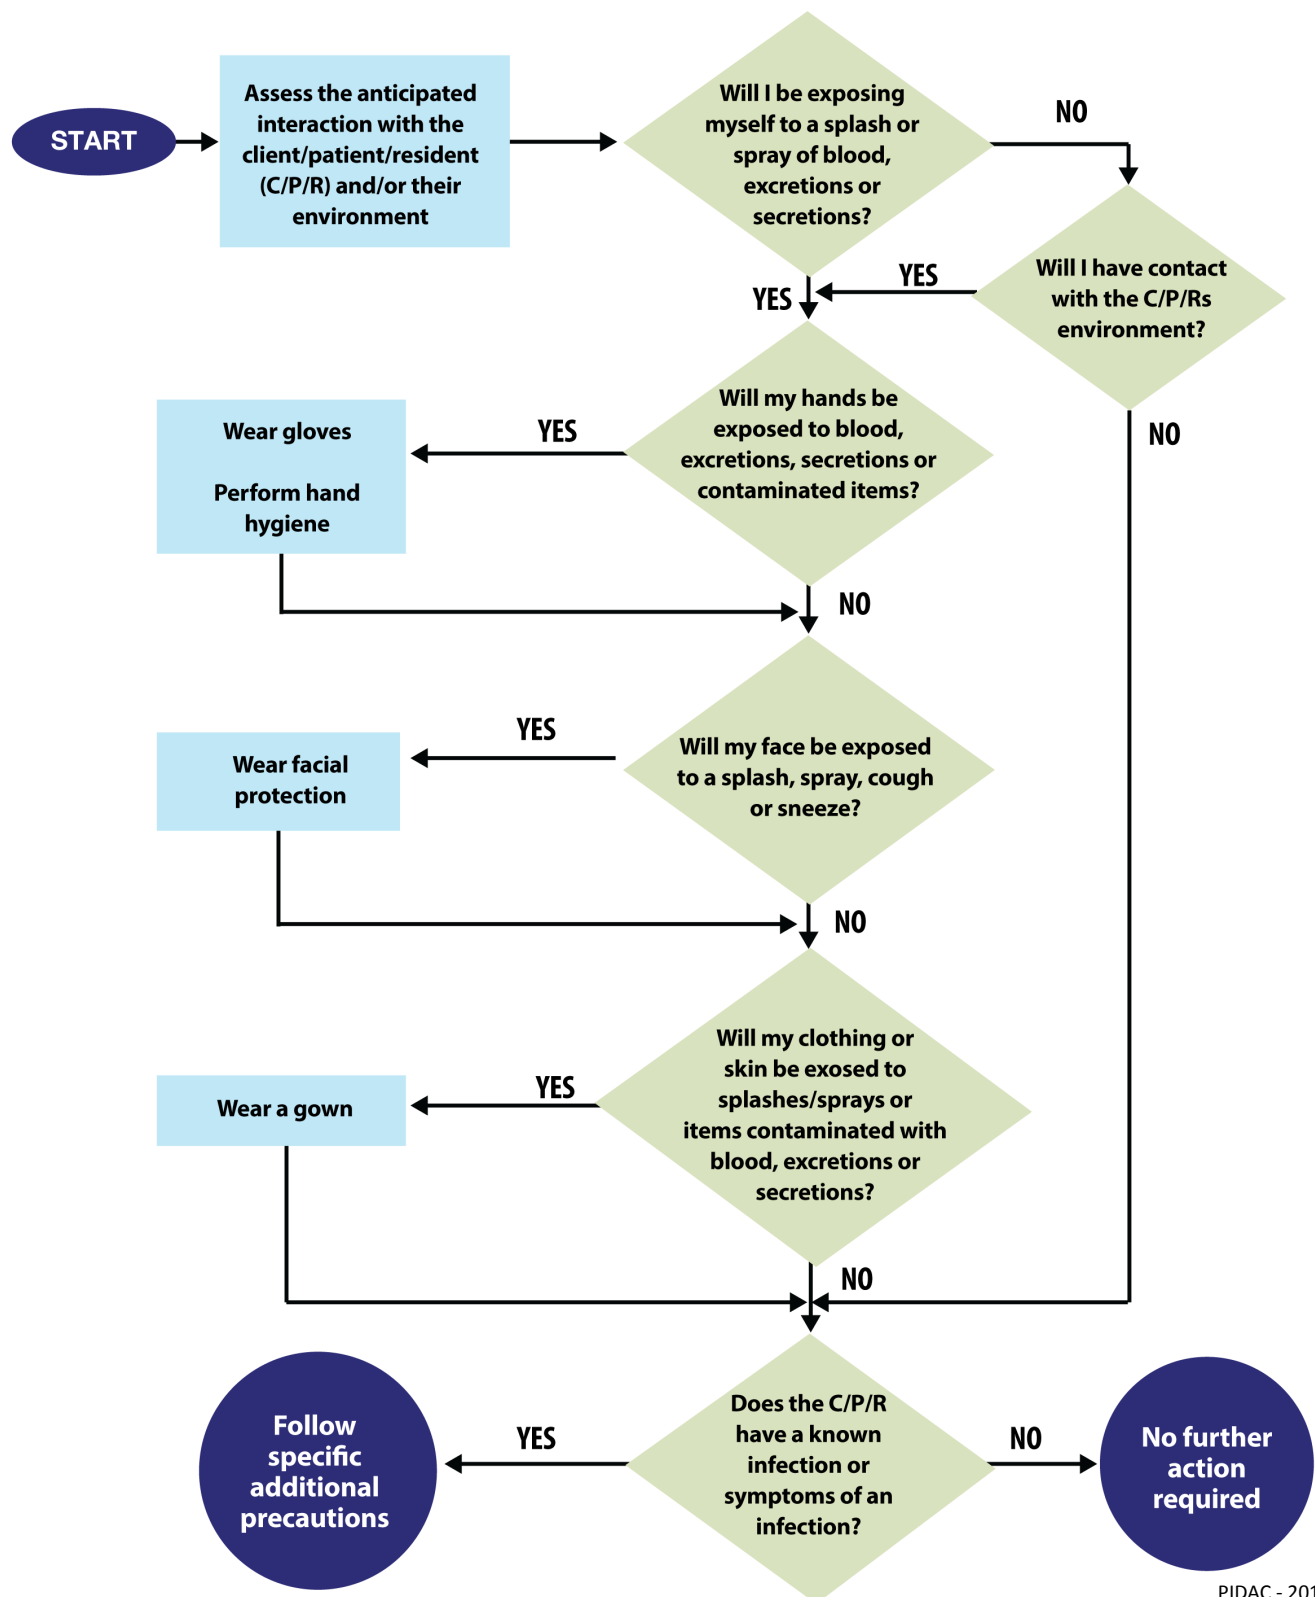 START
Assess the anticipated
interaction with the
client/patient/resident
(C/P/R) and/or their
environment
Will I be exposing
myself to a splash or
spray of blood,
excretions or
secretions?
NO
Will I have contact
with the C/P/Rs
environment?
YES
YES
NO
Will my hands be
exposed to blood,
excretions, secretions or
contaminated items?
YES
Wear gloves
Perform hand
hygiene
NO
Will my face be exposed
to a splash, spray, cough
or sneeze?
YES
Wear facial
protection
NO
Will my clothing or
skin be exosed to
splashes/sprays or
items contaminated with
blood, excretions or
secretions?
YES
Wear a gown
NO
Does the C/P/R
have a known
infection or
symptoms of an
infection?
YES
Follow
specific
additional
precautions
NO
No further
action
required
PIDAC - 201